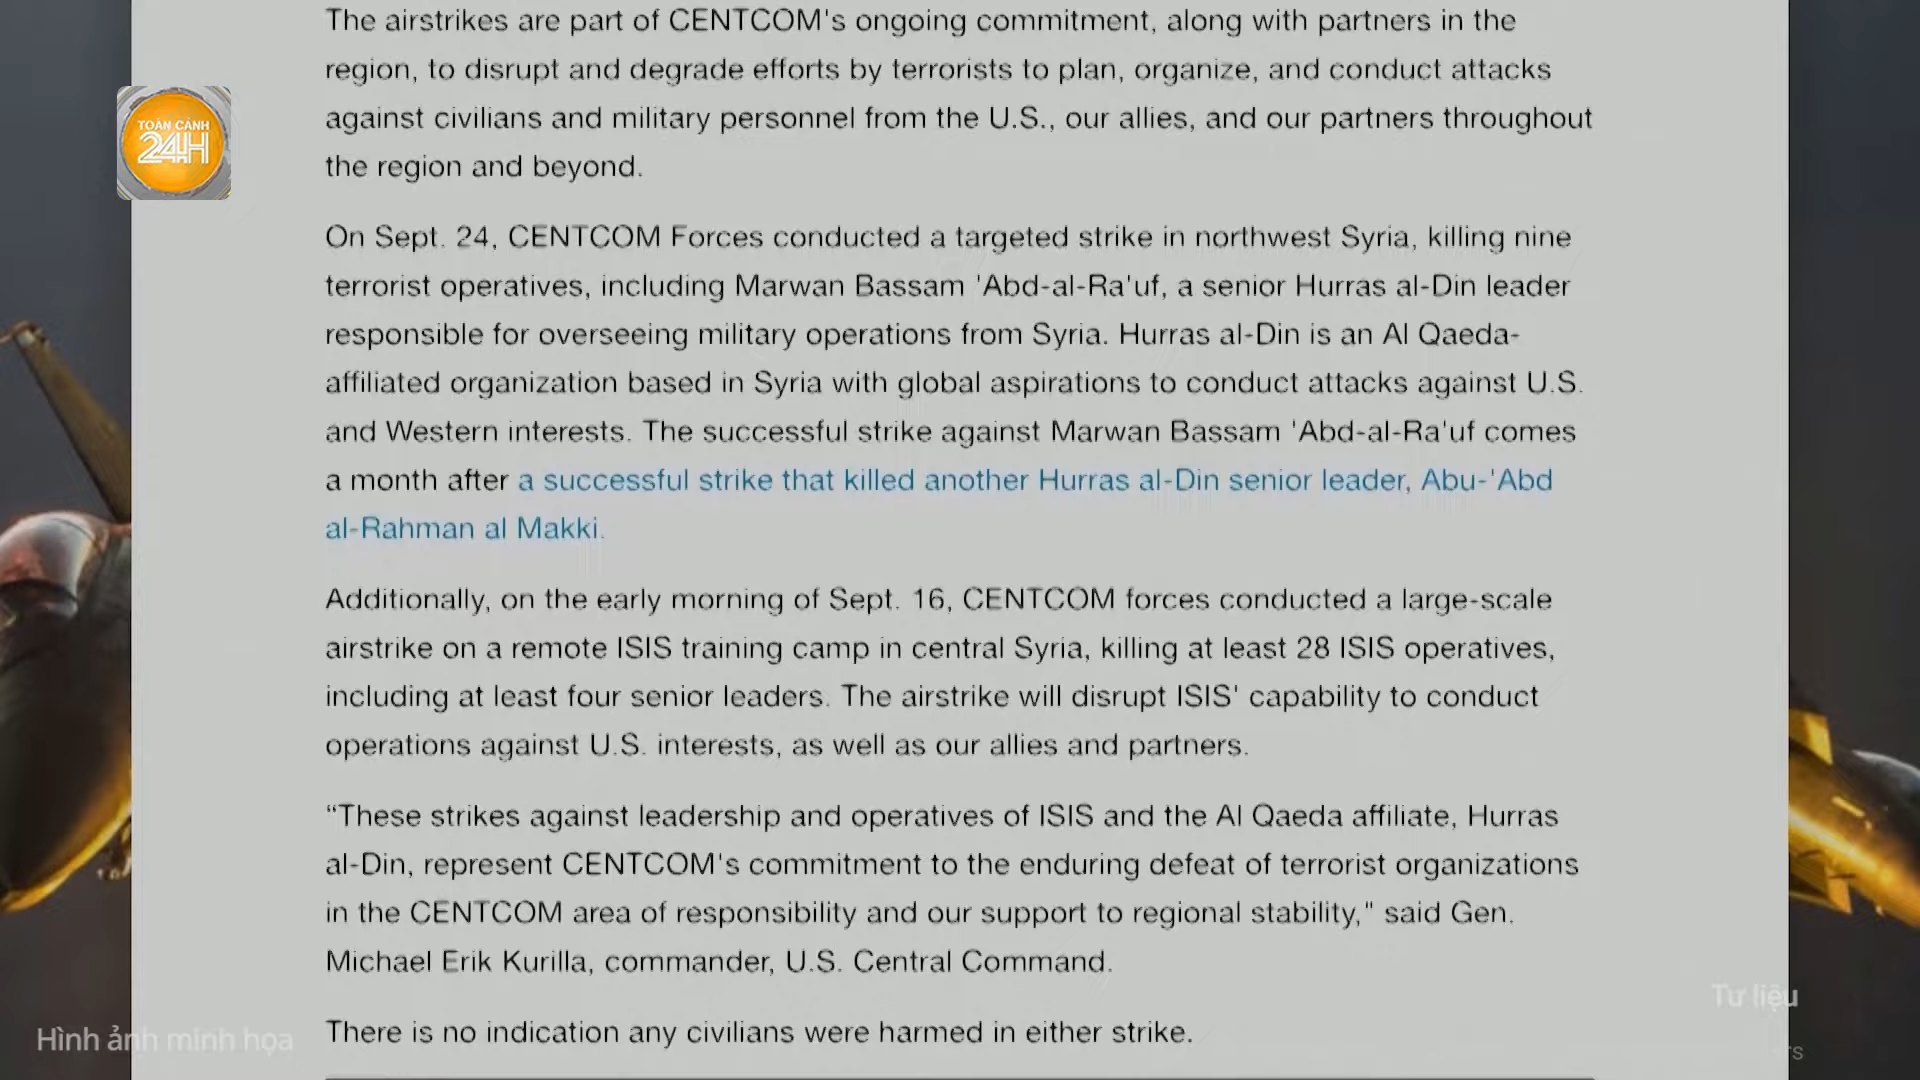 The airstrikes are part of CENTCOM's ongoing commitment, along with partners in the
region, to disrupt and degrade efforts by terrorists to plan, organize, and conduct attacks
against civilians and military personnel from the U.S., our allies, and our partners throughout
the region and beyond.
TOÀN CẢNH
24H
On Sept. 24, CENTCOM Forces conducted a targeted strike in northwest Syria, killing nine
terrorist operatives, including Marwan Bassam 'Abd-al-Ra'uf, a senior Hurras al-Din leader
responsible for overseeing military operations from Syria. Hurras al-Din is an Al Qaeda-
affiliated organization based in Syria with global aspirations to conduct attacks against U.S.
and Western interests. The successful strike against Marwan Bassam 'Abd-al-Ra'uf comes
a month after a successful strike that killed another Hurras al-Din senior leader, Abu-'Abd
al-Rahman al Makki.
Additionally, on the early morning of Sept. 16, CENTCOM forces conducted a large-scale
airstrike on a remote ISIS training camp in central Syria, killing at least 28 ISIS operatives,
including at least four senior leaders. The airstrike will disrupt ISIS' capability to conduct
operations against U.S. interests, as well as our allies and partners.
“These strikes against leadership and operatives of ISIS and the Al Qaeda affiliate, Hurras
al-Din, represent CENTCOM's commitment to the enduring defeat of terrorist organizations
in the CENTCOM area of responsibility and our support to regional stability," said Gen.
Michael Erik Kurilla, commander, U.S. Central Command.
There is no indication any civilians were harmed in either strike.
Tư liệu
Hình ảnh minh họa